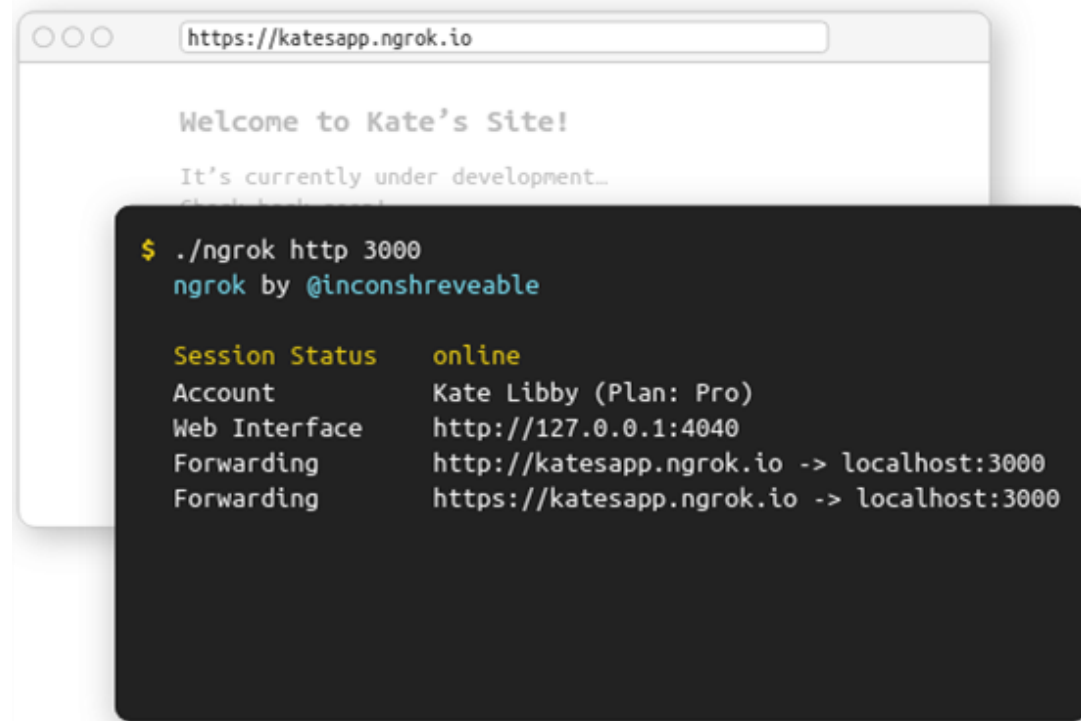 https://katesapp.ngrok.io
Welcome to Kate’s Site!
It’s currently under development…
$ ./ngrok http 3000
ngrok by @inconshreveable
Session Status online
Account Kate Libby (Plan: Pro)
Web Interface http://127.0.0.1:4040
Forwarding http://katesapp.ngrok.io -> localhost:3000
Forwarding https://katesapp.ngrok.io -> localhost:3000